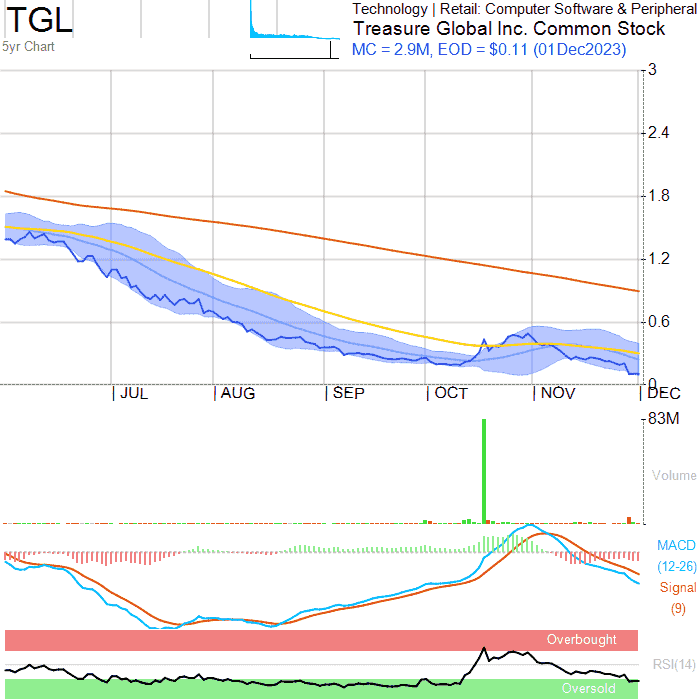 TGL
5yr Chart
Technology | Retail: Computer Software & Peripheral
Treasure Global Inc. Common Stock
MC = 2.9M, EOD = $0.11 (01Dec2023)
3
2.4
1.8
1.2
0.6
0
| JUL | AUG | SEP | OCT | NOV | DEC
83M
Volume
MACD
(12-26)
Signal
(9)
Overbought
RSI(14)
Oversold